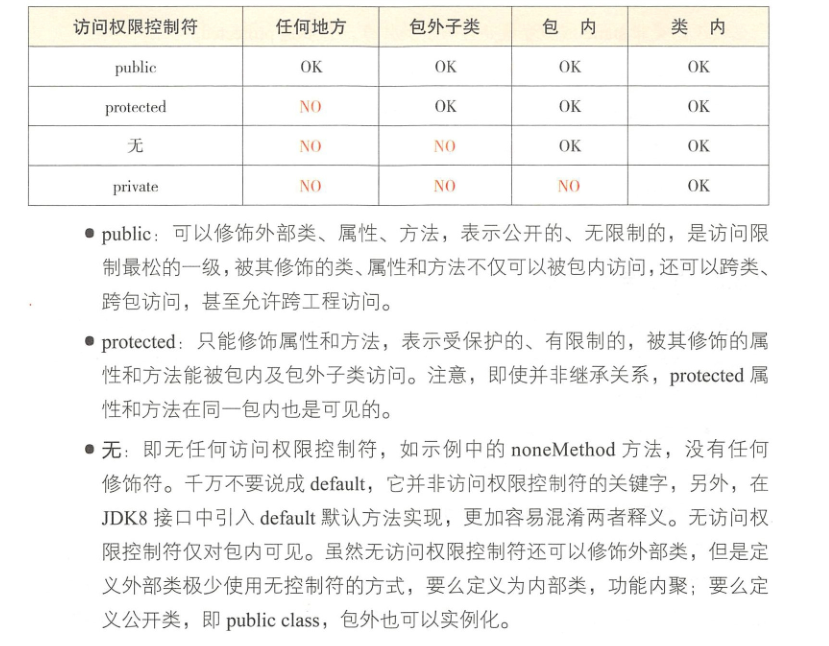 访问权限控制符 任何地方 包外子类 包 内 类 内
public OK OK OK OK
protected NO OK OK OK
无 NO NO OK OK
private NO NO NO OK
● public：可以修饰外部类、属性、方法，表示公开的、无限制的，是访问限
制最松的一级，被其修饰的类、属性和方法不仅可以被包内访问，还可以跨类、
跨包访问，甚至允许跨工程访问。
● protected：只能修饰属性和方法，表示受保护的、有限制的，被其修饰的属
性和方法能被包内及包外子类访问。注意，即使并非继承关系，protected 属
性和方法在同一包内也是可见的。
● 无：即无任何访问权限控制符，如示例中的 noneMethod 方法，没有任何
修饰符。千万不要说成 default，它并非访问权限控制符的关键字，另外，在
JDK8 接口中引入 default 默认方法实现，更加容易混淆两者释义。无访问权
限控制符仅对包内可见。虽然无访问权限控制符还可以修饰外部类，但是定
义外部类极少使用无控制符的方式，要么定义为内部类，功能内聚；要么定
义公开类，即 public class，包外也可以实例化。